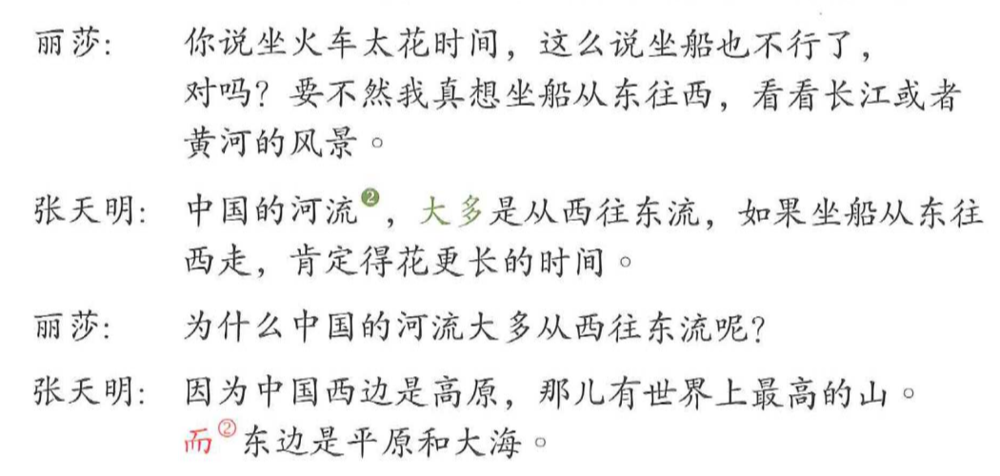 丽莎: 你说坐火车太花时间，这么说坐船也不行了，
对吗？要不然我真想坐船从东往西，看看长江或者
黄河的风景。
张天明: 中国的河流❷，大多是从西往东流，如果坐船从东往
西走，肯定得花更长的时间。
丽莎: 为什么中国的河流大多从西往东流呢？
张天明: 因为中国西边是高原，那儿有世界上最高的山。
而②东边是平原和大海。